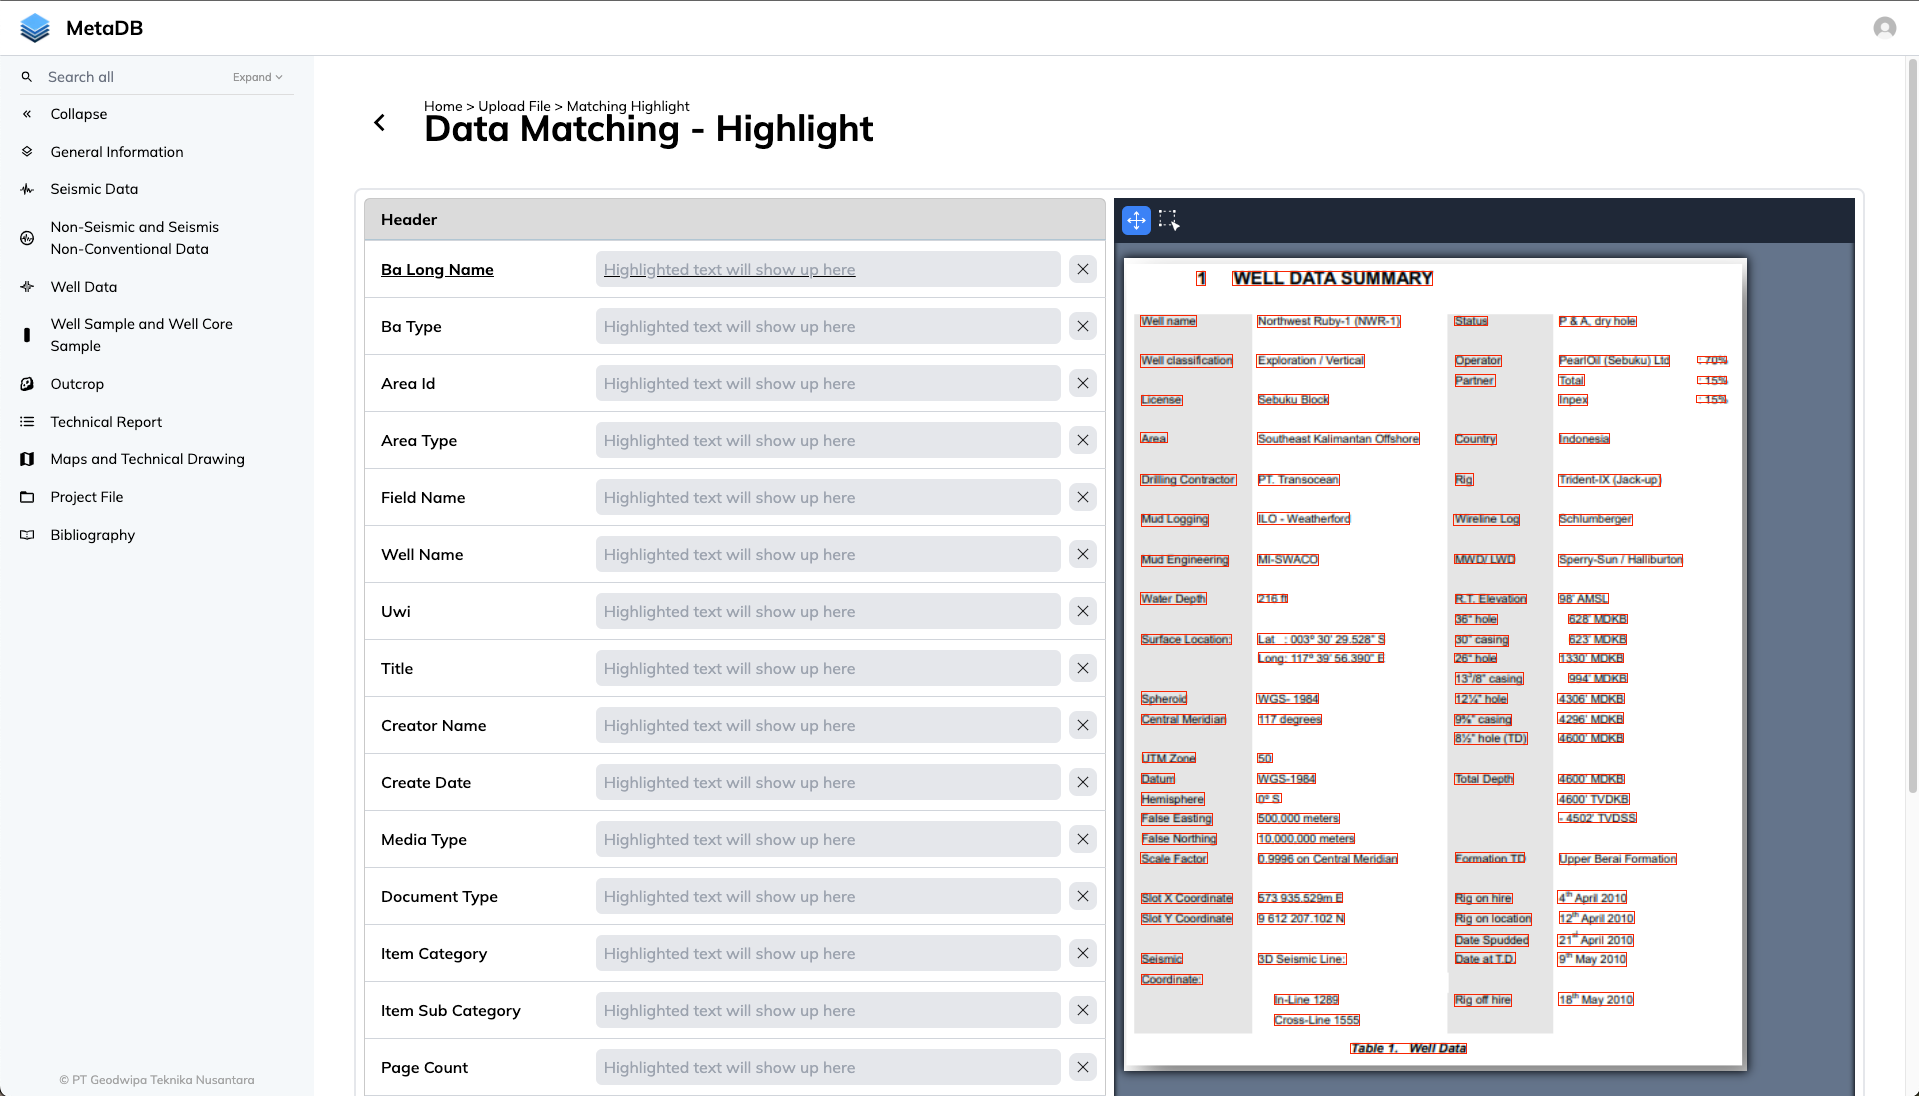 MetaDB
Search all
Expand
Collapse
General Information
Seismic Data
Non-Seismic and Seismis
Non-Conventional Data
Well Data
Well Sample and Well Core
Sample
Outcrop
Technical Report
Maps and Technical Drawing
Project File
Bibliography
© PT Geodwipa Teknika Nusantara
Home > Upload File > Matching Highlight
Data Matching - Highlight
Header
Ba Long Name Highlighted text will show up here
Ba Type Highlighted text will show up here
Area Id Highlighted text will show up here
Area Type Highlighted text will show up here
Field Name Highlighted text will show up here
Well Name Highlighted text will show up here
Uwi Highlighted text will show up here
Title Highlighted text will show up here
Creator Name Highlighted text will show up here
Create Date Highlighted text will show up here
Media Type Highlighted text will show up here
Document Type Highlighted text will show up here
Item Category Highlighted text will show up here
Item Sub Category Highlighted text will show up here
Page Count Highlighted text will show up here
1 WELL DATA SUMMARY
Well name Northwest Ruby-1 (NWR-1) Status P & A, dry hole
Well classification Exploration / Vertical Operator PearlOil (Sebuku) Ltd : 70%
Partner Total : 15%
License Sebuku Block Inpex : 15%
Area Southeast Kalimantan Offshore Country Indonesia
Drilling Contractor PT. Transocean Rig Trident-IX (Jack-up)
Mud Logging ILO - Weatherford Wireline Log Schlumberger
Mud Engineering MI-SWACO MWD/ LWD Sperry-Sun / Halliburton
Water Depth 216 ft R.T. Elevation 98' AMSL
36" hole 628' MDKB
Surface Location: Lat : 003º 30' 29.528" S 30" casing 623' MDKB
Long: 117º 39' 56.390" E 26" hole 1330' MDKB
13³/8" casing 994' MDKB
Spheroid WGS- 1984 12¼" hole 4306' MDKB
Central Meridian 117 degrees 9⅝" casing 4296' MDKB
8½" hole (TD) 4600' MDKB
UTM Zone 50
Datum WGS-1984 Total Depth 4600' MDKB
Hemisphere 0º S 4600' TVDKB
False Easting 500.000 meters - 4502' TVDSS
False Northing 10.000.000 meters
Scale Factor 0.9996 on Central Meridian Formation TD Upper Berai Formation
Slot X Coordinate 573 935.529m E Rig on hire 4th April 2010
Slot Y Coordinate 9 612 207.102 N Rig on location 12th April 2010
Date Spudded 21st April 2010
Seismic 3D Seismic Line: Date at T.D. 9th May 2010
Coordinate:
In-Line 1289 Rig off hire 18th May 2010
Cross-Line 1555
Table 1. Well Data